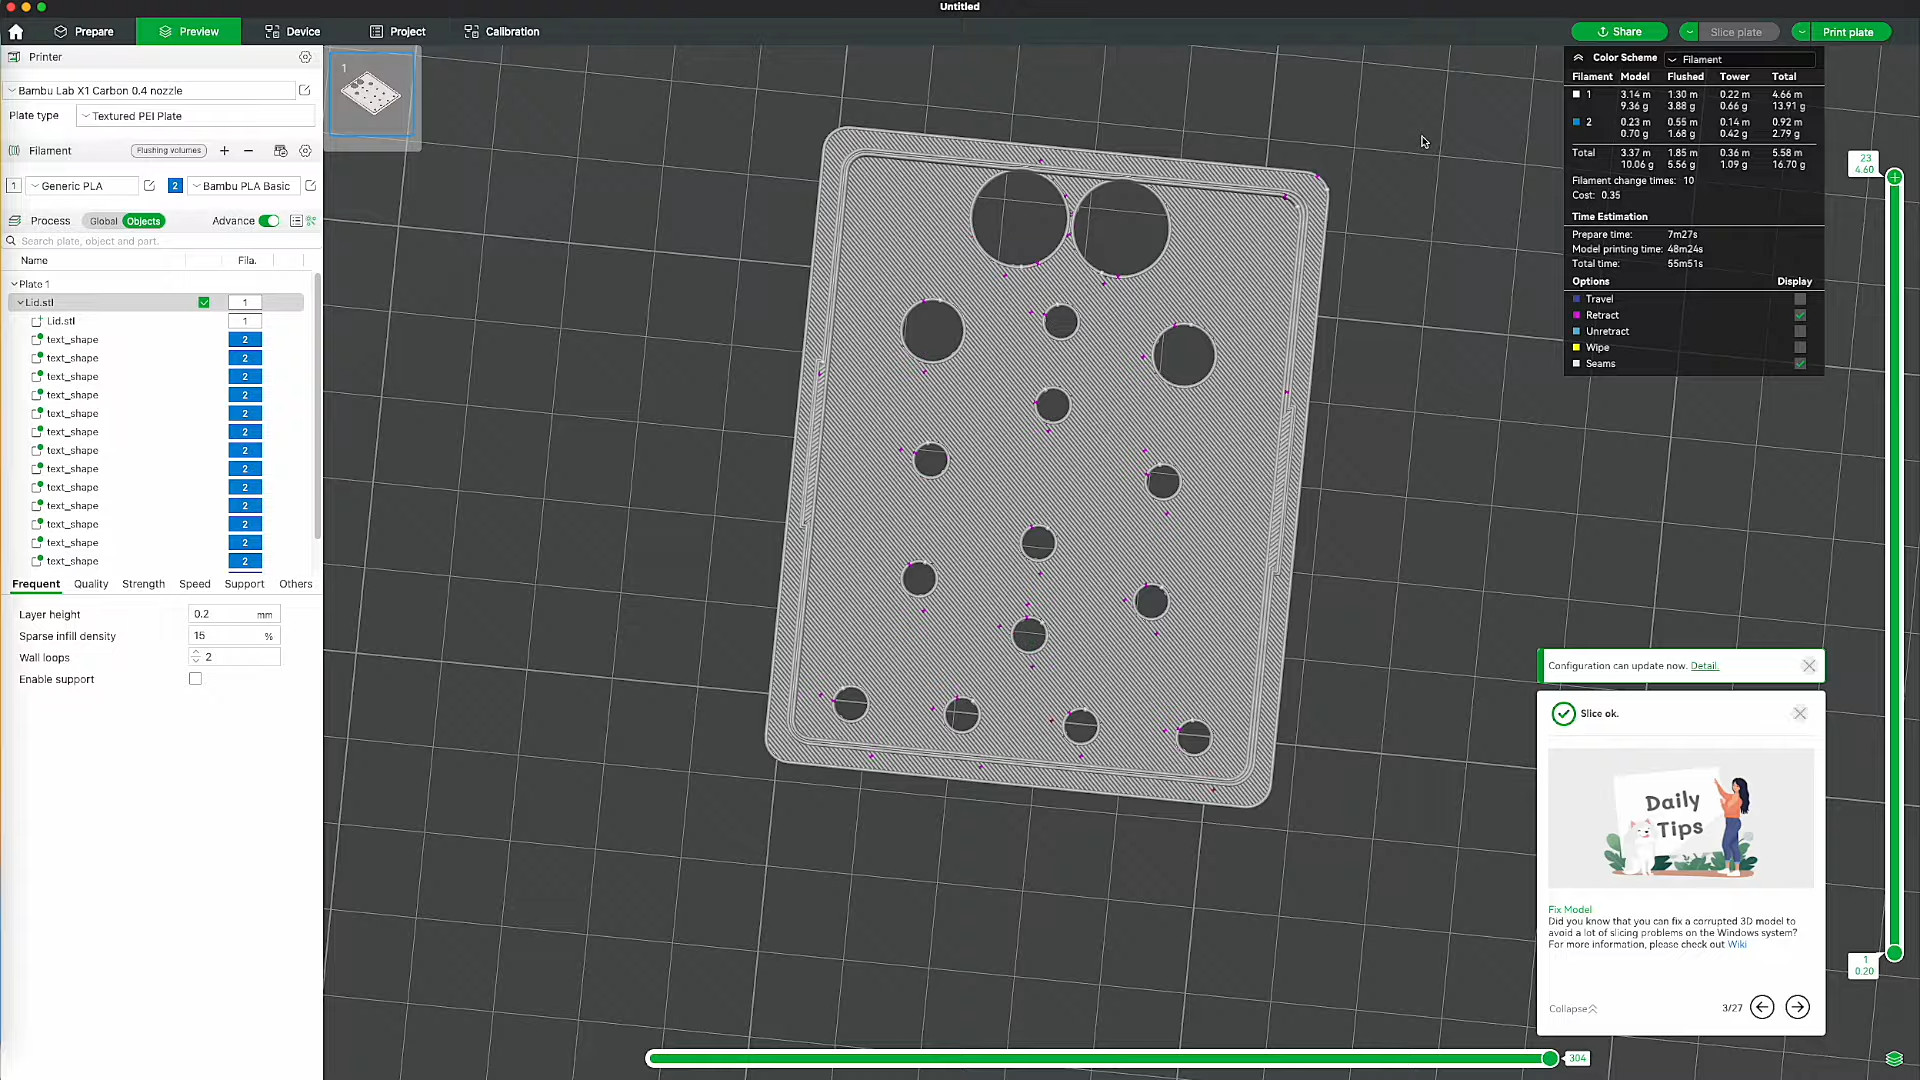 Untitled
Prepare
Preview
Device
Project
Calibration
Share
Slice plate
Print plate
Printer
Bambu Lab X1 Carbon 0.4 nozzle
Plate type
Textured PEI Plate
Filament
Flushing volumes
1
Generic PLA
2
Bambu PLA Basic
Process
Global
Objects
Advance
Search plate, object and part.
Name
Fila.
Plate 1
Lid.stl
1
Lid.stl
1
text_shape
2
text_shape
2
text_shape
2
text_shape
2
text_shape
2
text_shape
2
text_shape
2
text_shape
2
text_shape
2
text_shape
2
text_shape
2
text_shape
2
text_shape
2
Frequent
Quality
Strength
Speed
Support
Others
Layer height
0.2
mm
Sparse infill density
15
%
Wall loops
2
Enable support
1
Color Scheme
Filament
Filament Model Flushed Tower Total
1 3.14 m 1.30 m 0.22 m 4.66 m
9.36 g 3.88 g 0.66 g 13.91 g
2 0.23 m 0.55 m 0.14 m 0.92 m
0.70 g 1.68 g 0.42 g 2.79 g
Total 3.37 m 1.85 m 0.36 m 5.58 m
10.06 g 5.56 g 1.09 g 16.70 g
Filament change times: 10
Cost: 0.35
Time Estimation
Prepare time: 7m27s
Model printing time: 48m24s
Total time: 55m51s
Options Display
Travel
Retract
Unretract
Wipe
Seams
23
4.60
Configuration can update now. Detail.
Slice ok.
Daily
Tips
Fix Model
Did you know that you can fix a corrupted 3D model to
avoid a lot of slicing problems on the Windows system?
For more information, please check out Wiki
Collapse
3/27
1
0.20
304